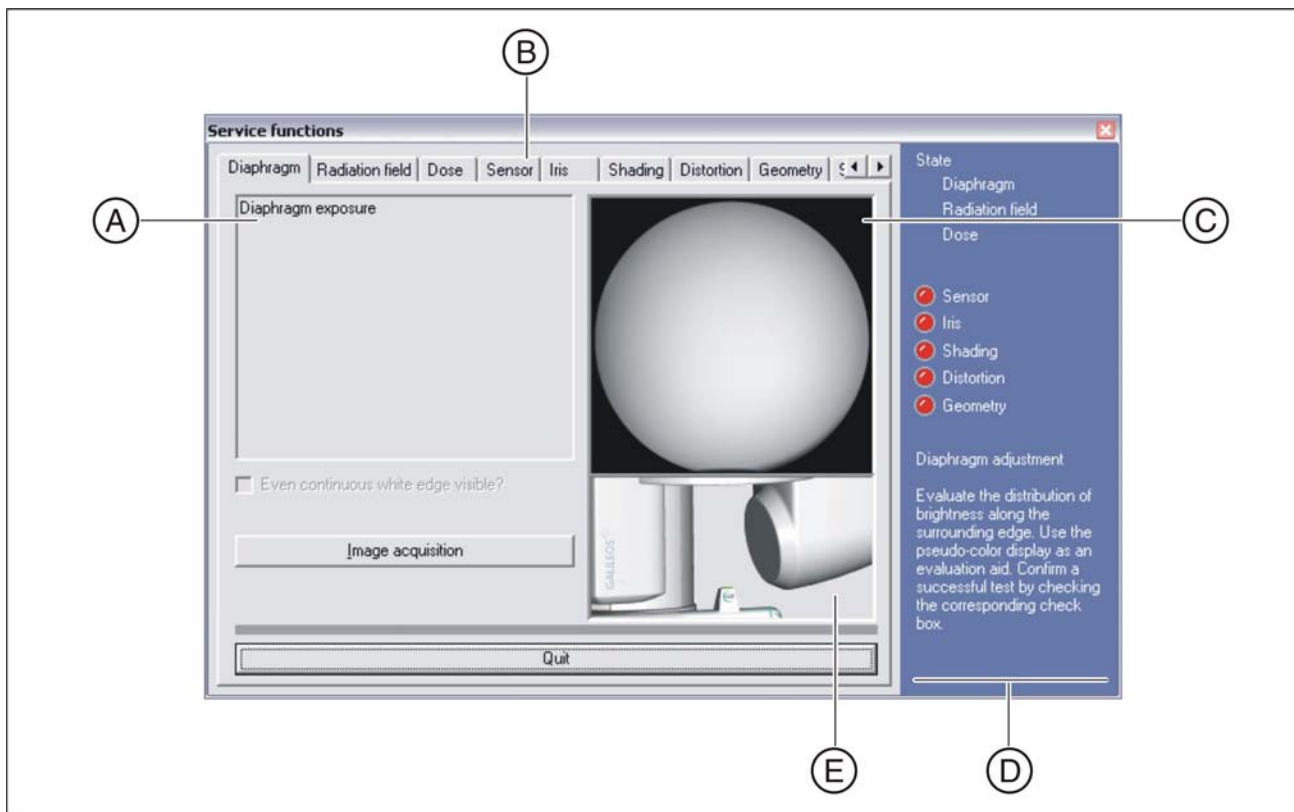 B
Service functions
Diaphragm Radiation field Dose Sensor Iris Shading Distortion Geometry S
A
Diaphragm exposure
C
State
Diaphragm
Radiation field
Dose
Sensor
Iris
Shading
Distortion
Geometry
Even continuous white edge visible?
Image acquisition
GALILEOS
Diaphragm adjustment
Evaluate the distribution of
brightness along the
surrounding edge. Use the
pseudo-color display as an
evaluation aid. Confirm a
successful test by checking
the corresponding check
box.
Quit
E
D